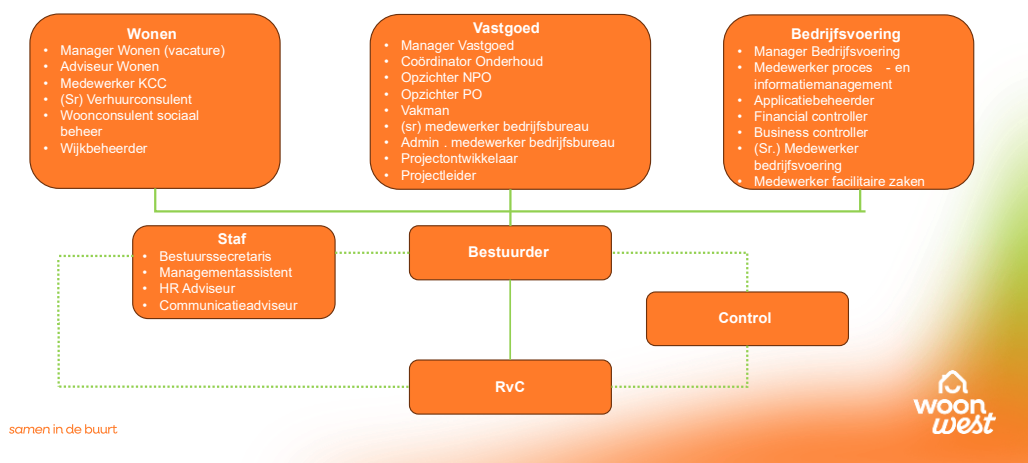 Wonen
• Manager Wonen (vacature)
• Adviseur Wonen
• Medewerker KCC
• (Sr) Verhuurconsulent
• Woonconsulent sociaal
beheer
• Wijkbeheerder
Vastgoed
• Manager Vastgoed
• Coördinator Onderhoud
• Opzichter NPO
• Opzichter PO
• Vakman
• (sr) medewerker bedrijfsbureau
• Admin . medewerker bedrijfsbureau
• Projectontwikkelaar
• Projectleider
Bedrijfsvoering
• Manager Bedrijfsvoering
• Medewerker proces - en
informatiemanagement
• Applicatiebeheerder
• Financial controller
• Business controller
• (Sr.) Medewerker
bedrijfsvoering
• Medewerker facilitaire zaken
Staf
• Bestuurssecretaris
• Managementassistent
• HR Adviseur
• Communicatieadviseur
Bestuurder
Control
RvC
samen in de buurt
woon
west